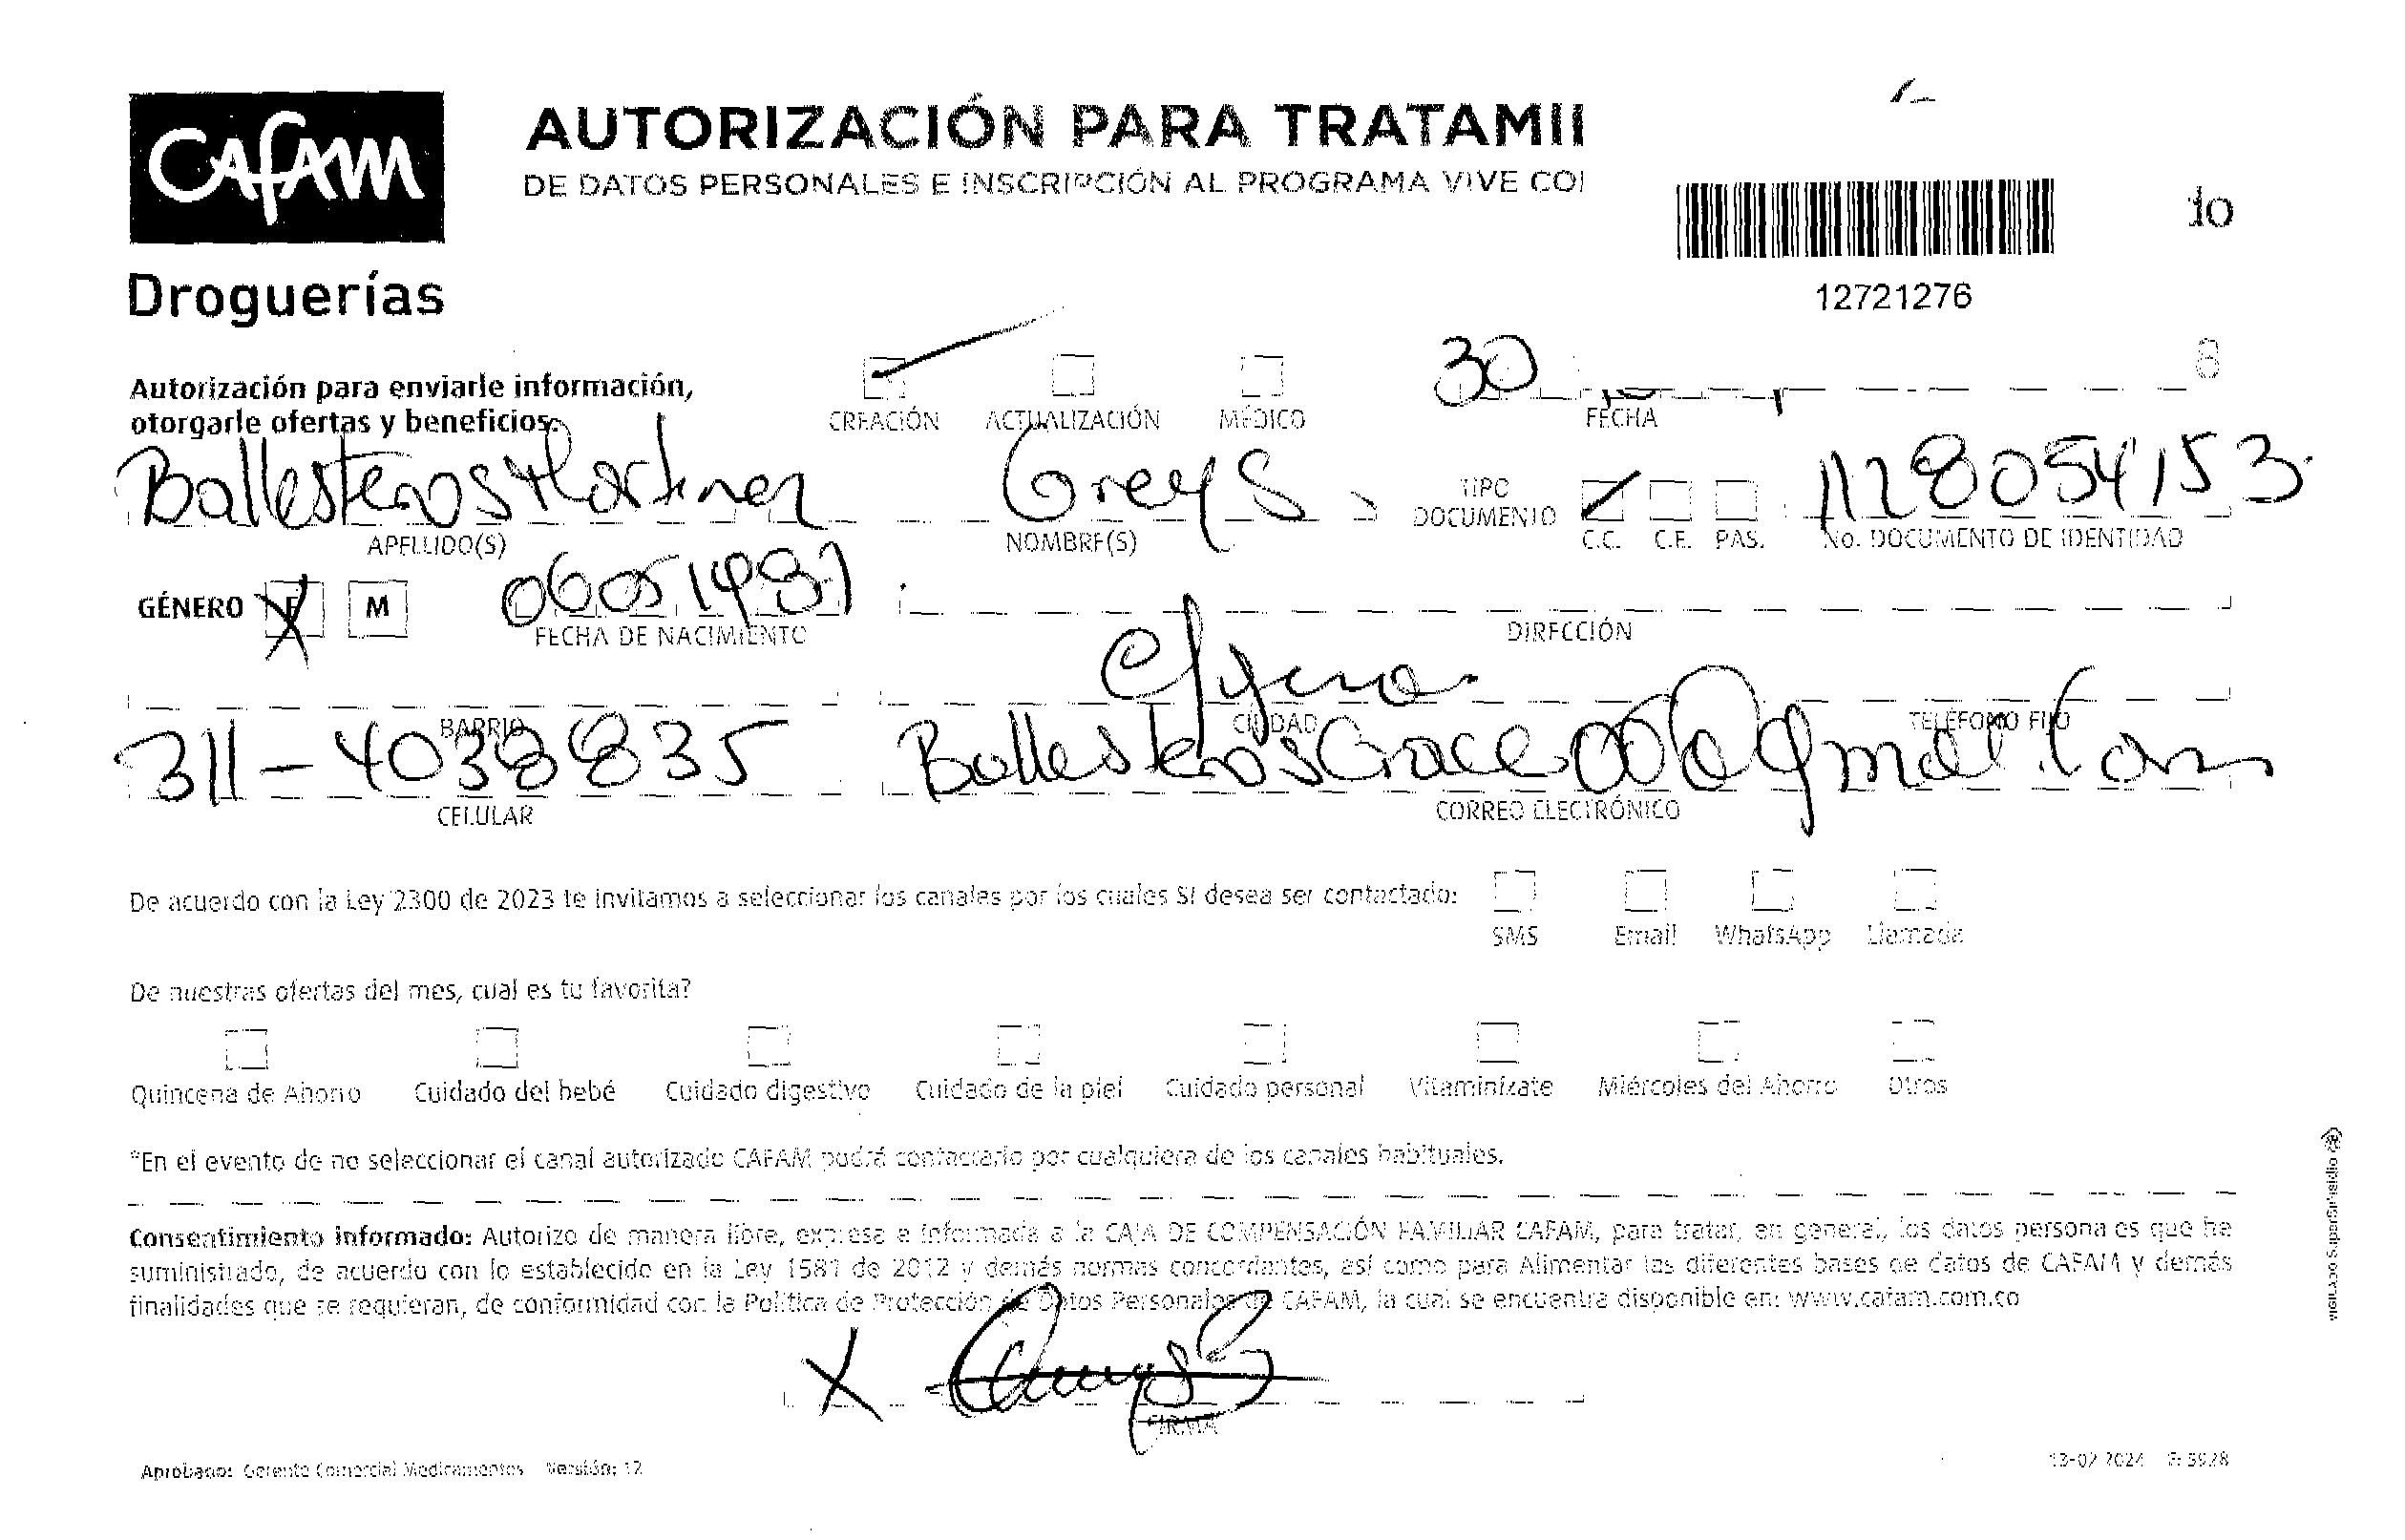 CAFAM
Droguerías
AUTORIZACIÓN PARA TRATAMI
DE DATOS PERSONALES E INSCRIPCIÓN AL PROGRAMA VIVE CO
12721276
Autorización para enviarle información,
otorgarle ofertas y beneficios.
CREACIÓN ACTUALIZACIÓN MÉDICO
30
FECHA
Ballesteros Martinez Greys
TIPO DOCUMENTO C.C. C.E. PAS.
1128054153
APELLIDO(S) NOMBRE(S) No. DOCUMENTO DE IDENTIDAD
GÉNERO F M
06051987
FECHA DE NACIMIENTO DIRECCIÓN
BARRIO CIUDAD TELÉFONO FIJO
311-4038835
CELULAR CORREO ELECTRÓNICO
De acuerdo con la Ley 2300 de 2023 te invitamos a seleccionar los canales por los cuales SI desea ser contactado:
SMS Email WhatsApp Llamada
De nuestras ofertas del mes, cual es tu favorita?
Quincena de Ahorro Cuidado del bebé Cuidado digestivo Cuidado de la piel Cuidado personal Vitaminízate Miércoles del Ahorro Otros
*En el evento de no seleccionar el canal autorizado CAFAM podrá contactarlo por cualquiera de los canales habituales.
Consentimiento informado: Autorizo de manera libre, expresa e informada a la CAJA DE COMPENSACIÓN FAMILIAR CAFAM, para tratar, en general, los datos personales que he
suministrado, de acuerdo con lo establecido en la Ley 1581 de 2012 y demás normas concordantes, así como para Alimentar las diferentes bases de datos de CAFAM y demás
finalidades que se requieran, de conformidad con la Política de Protección de Datos Personales de CAFAM, la cual se encuentra disponible en: www.cafam.com.co
X
FIRMA
Aprobado: Gerente Comercial Medicamentos Versión: 12
13-02 2024 F: 5928
VIGILADO SuperSubsidio